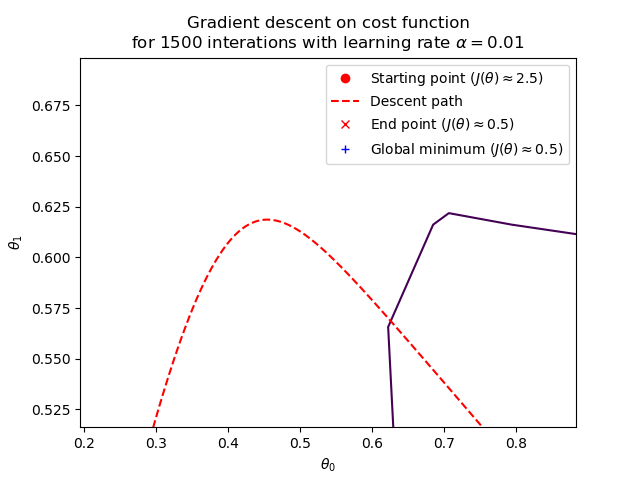 Gradient descent on cost function
for 1500 interations with learning rate α = 0.01
Starting point (J(θ) ≈ 2.5)
Descent path
End point (J(θ) ≈ 0.5)
Global minimum (J(θ) ≈ 0.5)
0.675
0.650
0.625
0.600
0.575
0.550
0.525
θ₁
0.2 0.3 0.4 0.5 0.6 0.7 0.8
θ₀